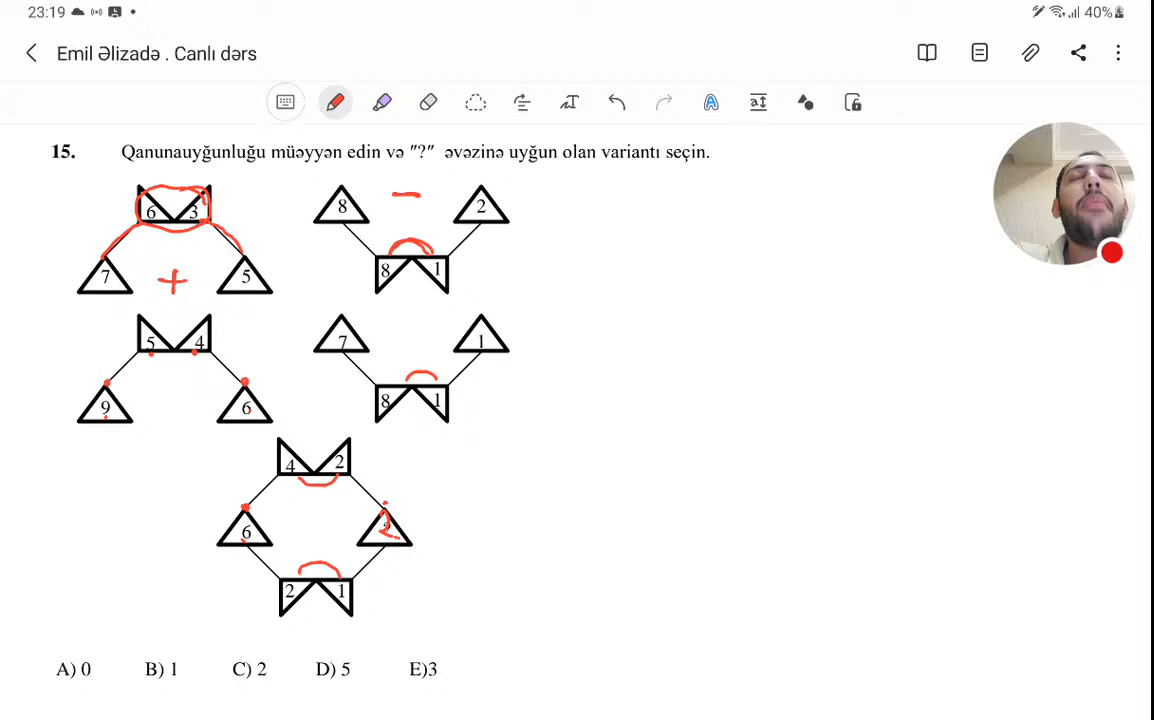 23:19 40%
Emil Əlizadə . Canlı dərs
15. Qanunauyğunluğu müəyyən edin və "?" əvəzinə uyğun olan variantı seçin.
6 3 8 − 2
7 + 5 8 1
5 4 7 1
9 6 8 1
4 2
6
2 1
A) 0 B) 1 C) 2 D) 5 E)3